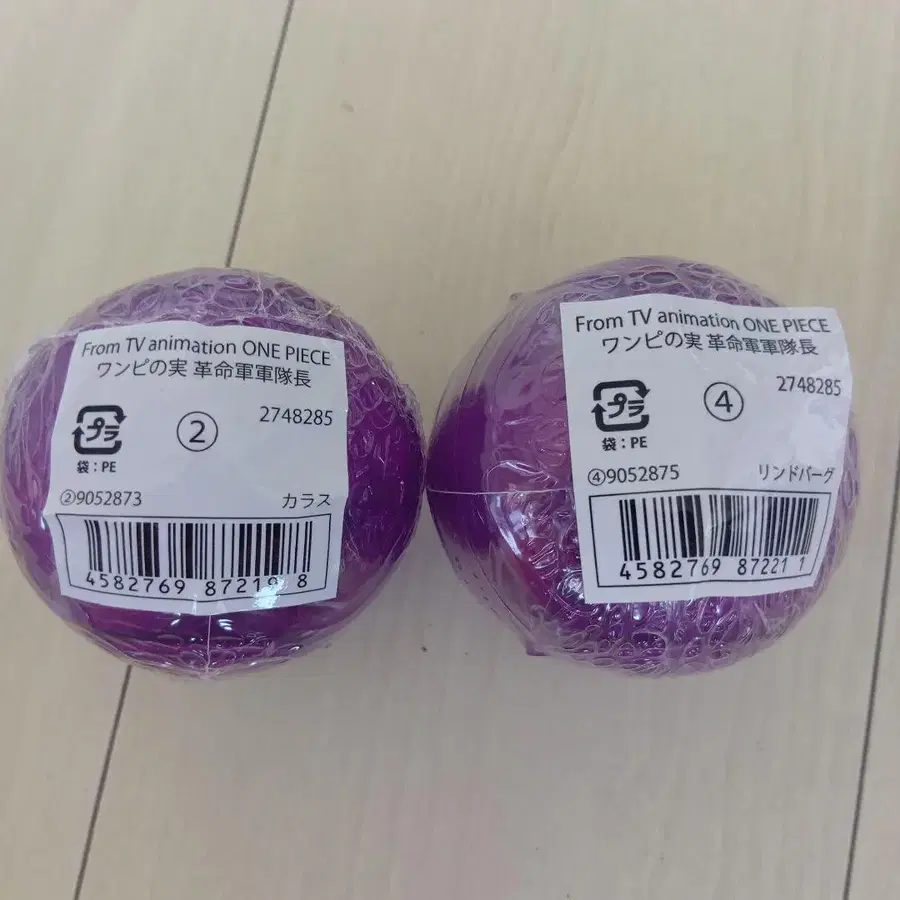 From TV animation ONE PIECE
ワンピの実 革命軍軍隊長
プラ
② 2748285
袋：PE
②9052873 カラス
4582769 87219 8
From TV animation ONE PIECE
ワンピの実 革命軍軍隊長
プラ
④ 2748285
袋：PE
④9052875 リンドバーグ
4582769 87221 1